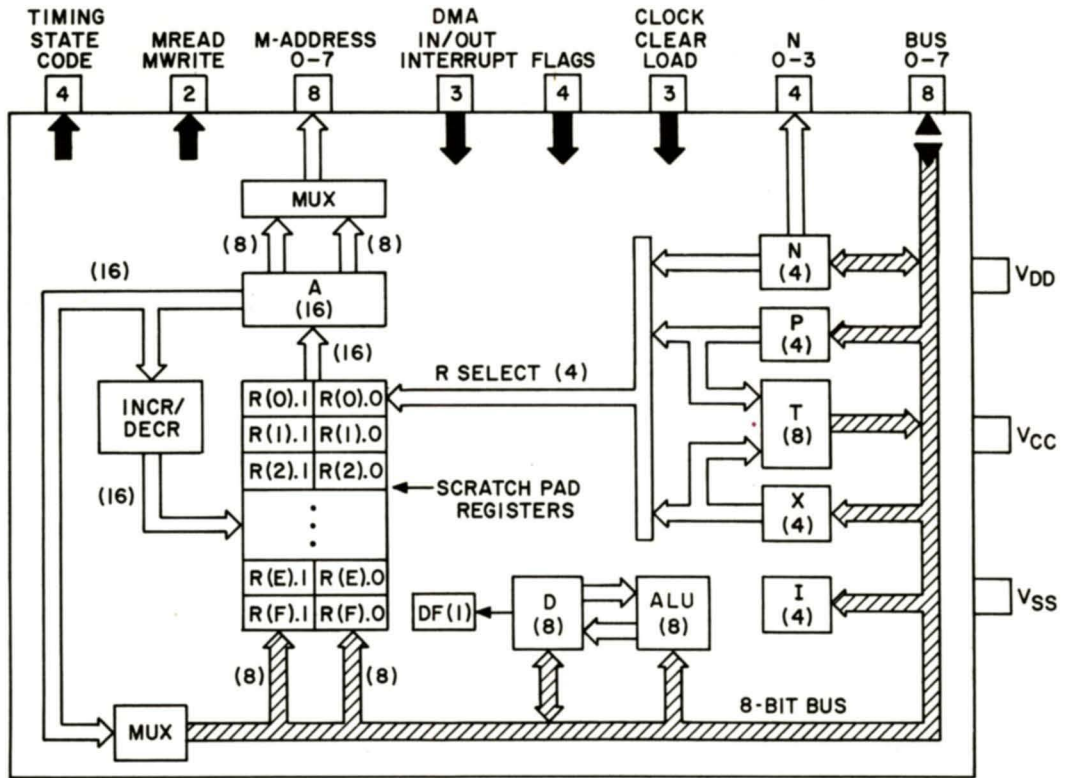 TIMING
STATE
CODE
MREAD
MWRITE
M-ADDRESS
0-7
DMA
IN/OUT
INTERRUPT
FLAGS
CLOCK
CLEAR
LOAD
N
0-3
BUS
0-7
4
2
8
3
4
3
4
8
MUX
(8)
(8)
(16)
A
(16)
(16)
INCR/
DECR
(16)
R(0).1
R(0).0
R(1).1
R(1).0
R(2).1
R(2).0
R(E).1
R(E).0
R(F).1
R(F).0
R SELECT (4)
SCRATCH PAD
REGISTERS
N
(4)
P
(4)
T
(8)
X
(4)
I
(4)
VDD
VCC
VSS
DF(1)
D
(8)
ALU
(8)
(8)
(8)
MUX
8-BIT BUS